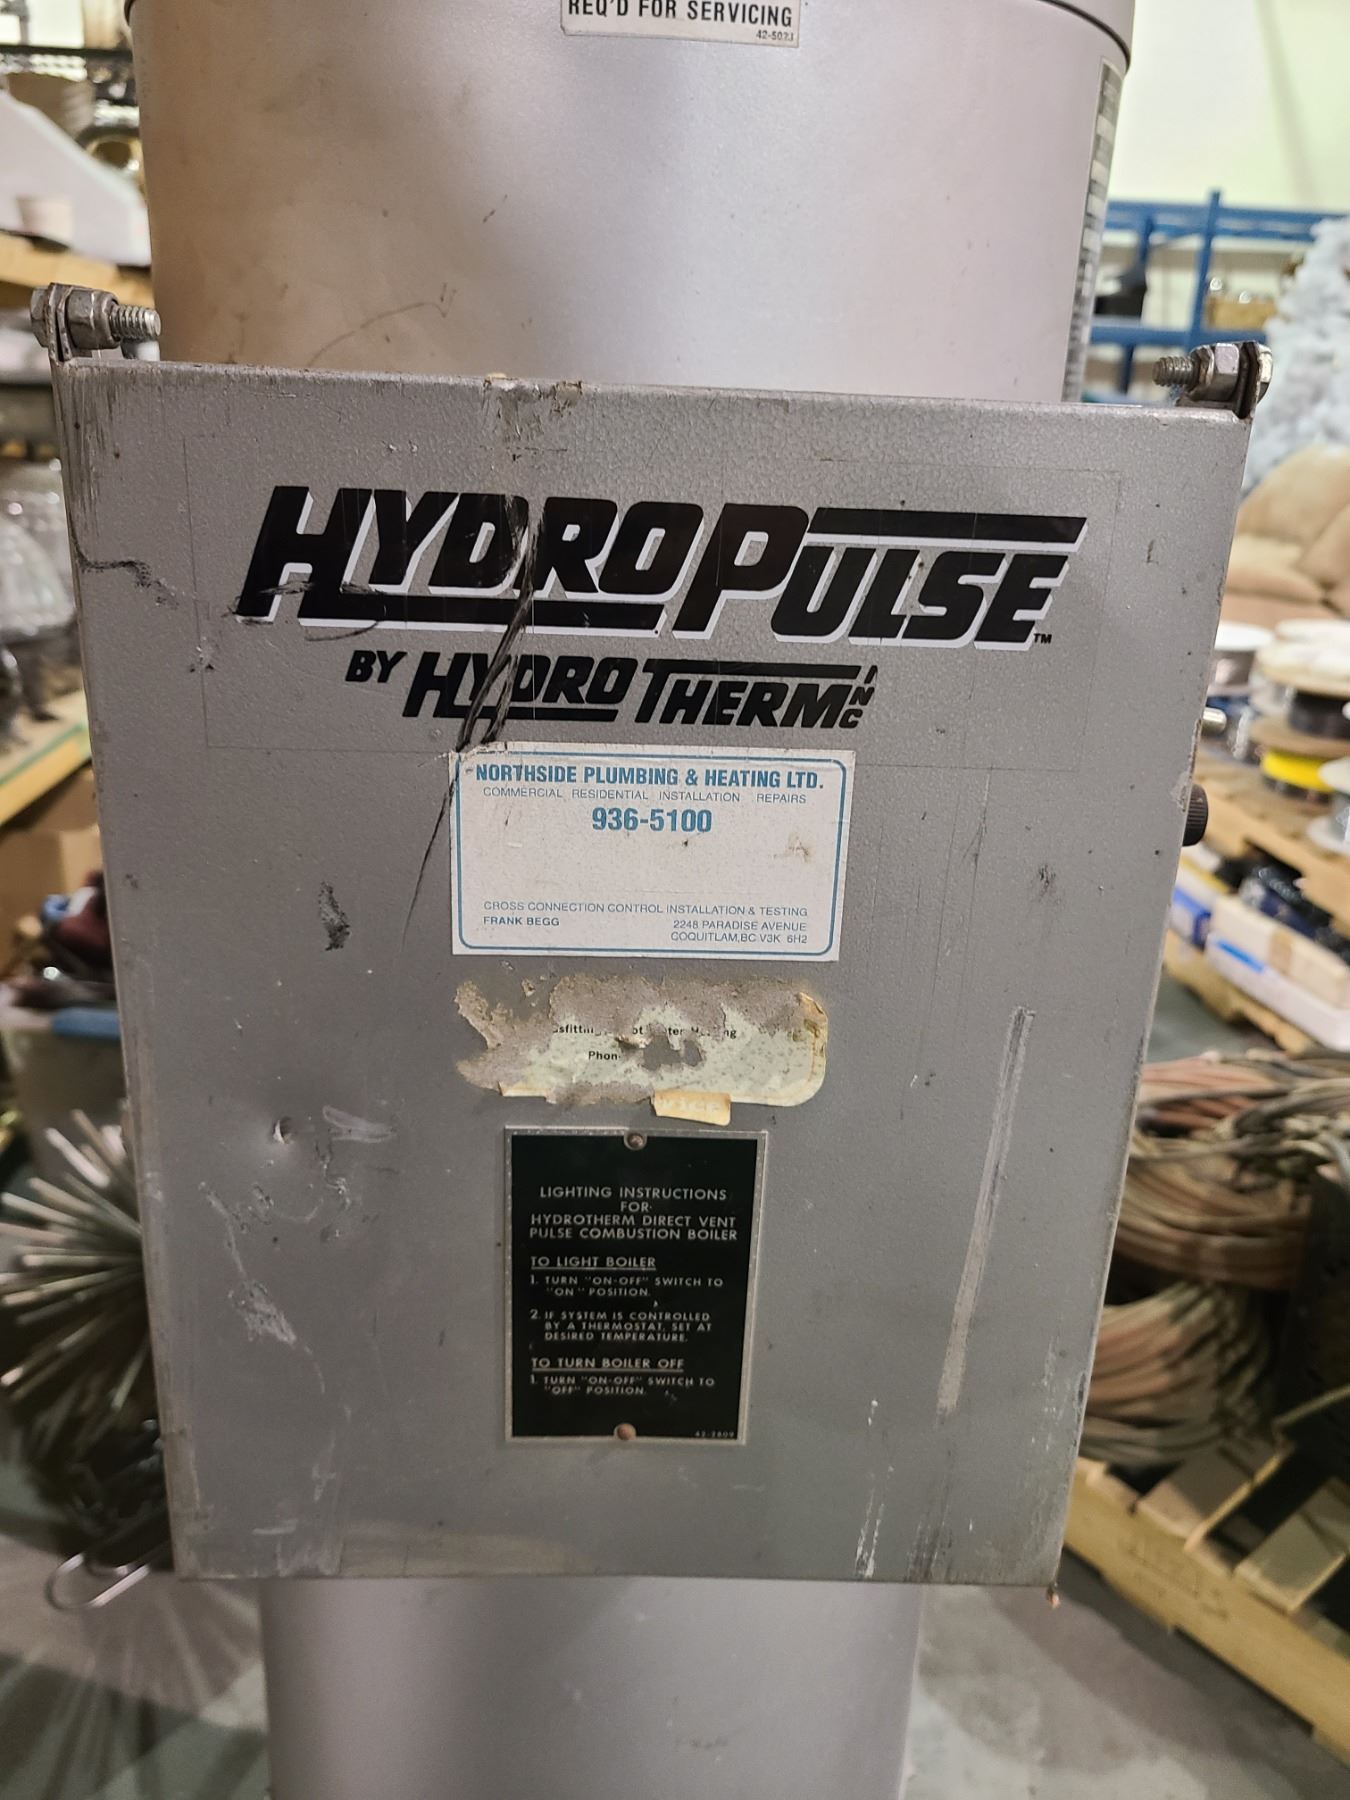 REQ'D FOR SERVICING
HYDROPULSE™
BY HYDROTHERM INC
NORTHSIDE PLUMBING & HEATING LTD.
COMMERCIAL RESIDENTIAL INSTALLATION REPAIRS
936-5100
CROSS CONNECTION CONTROL INSTALLATION & TESTING
FRANK BEGG
2248 PARADISE AVENUE
COQUITLAM, BC V3K 6H2
LIGHTING INSTRUCTIONS
FOR
HYDROTHERM DIRECT VENT
PULSE COMBUSTION BOILER
TO LIGHT BOILER
1. TURN "ON-OFF" SWITCH TO
"ON" POSITION.
2. IF SYSTEM IS CONTROLLED
BY A THERMOSTAT, SET AT
DESIRED TEMPERATURE.
TO TURN BOILER OFF
1. TURN "ON-OFF" SWITCH TO
"OFF" POSITION.
42-2609